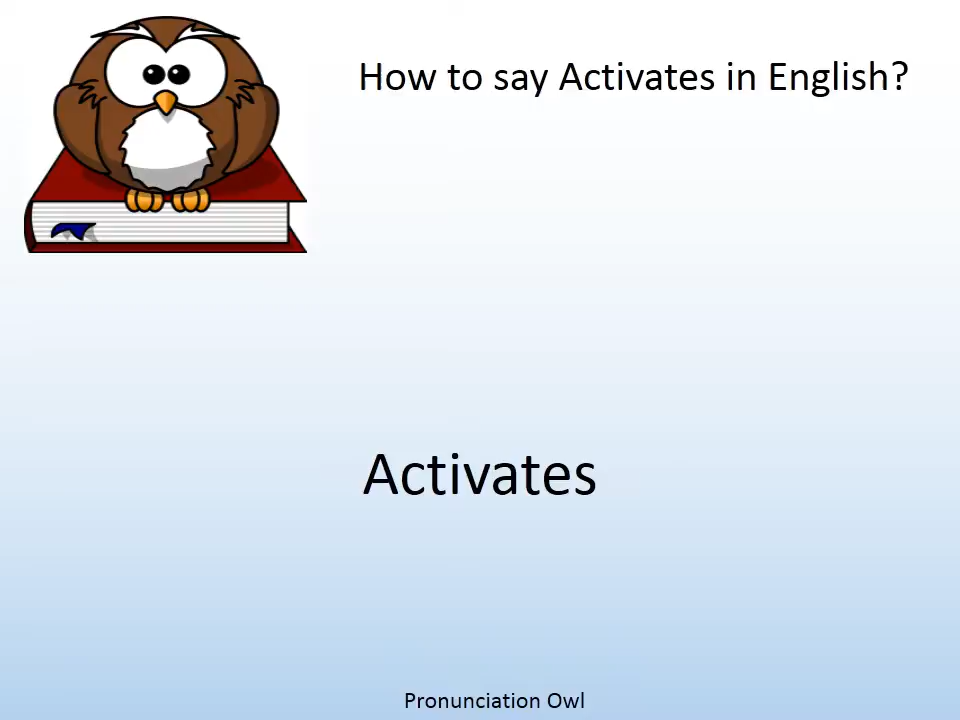 How to say Activates in English?
Activates
Pronunciation Owl